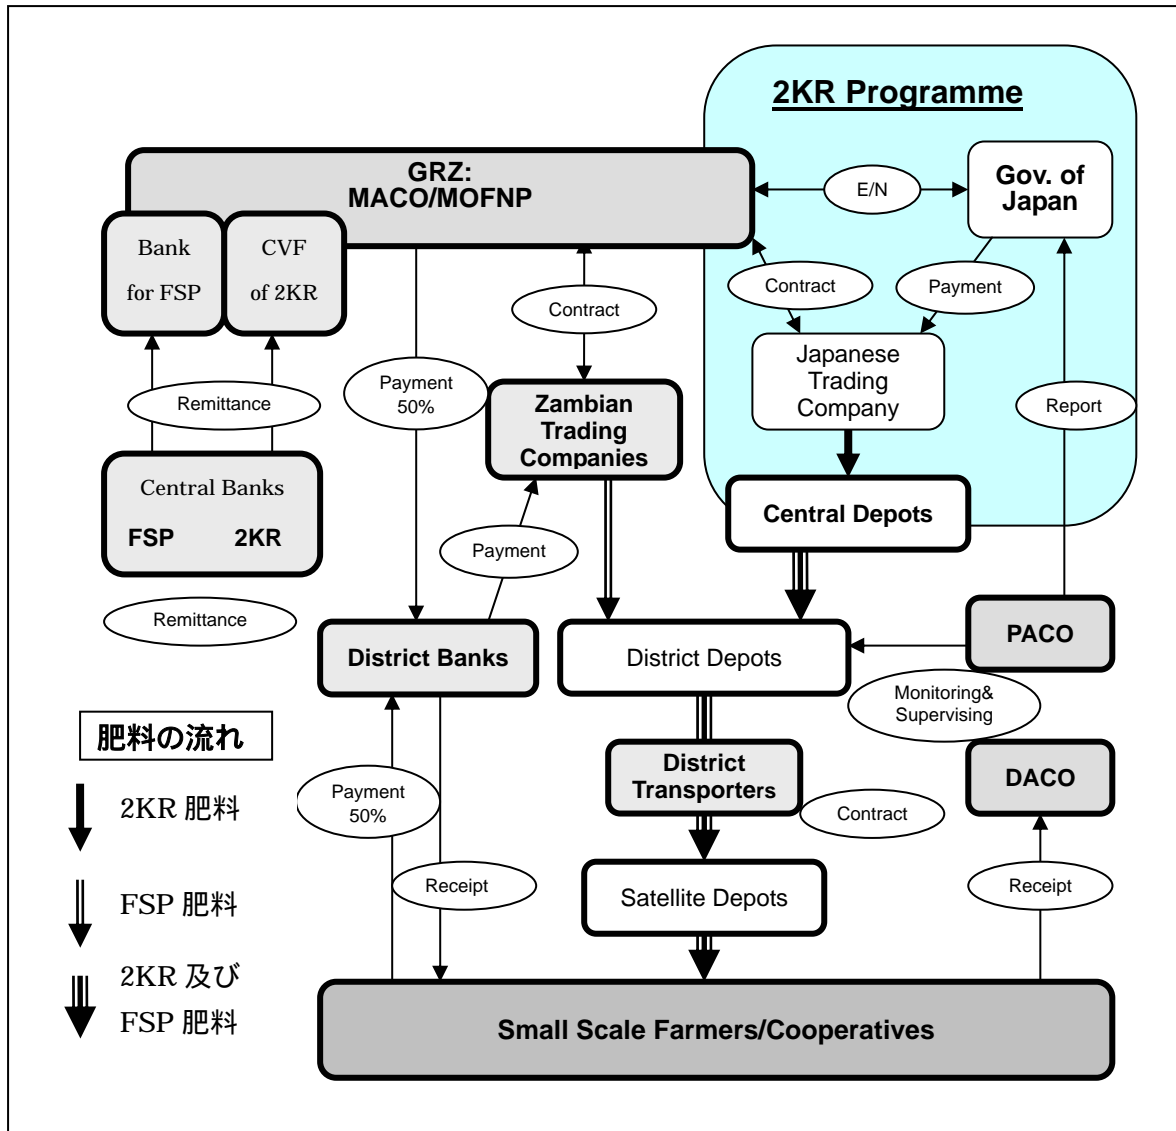 2KR Programme
GRZ:
MACO/MOFNP
E/N
Gov. of
Japan
Bank
for FSP
CVF
of 2KR
Contract
Contract
Payment
Japanese
Trading
Company
Remittance
Payment
50%
Zambian
Trading
Companies
Report
Central Banks
FSP 2KR
Central Depots
Payment
Remittance
District Banks
District Depots
PACO
Monitoring&
Supervising
肥料の流れ
2KR 肥料
FSP 肥料
2KR 及び
FSP 肥料
District
Transporters
DACO
Payment
50%
Contract
Receipt
Satellite Depots
Receipt
Small Scale Farmers/Cooperatives